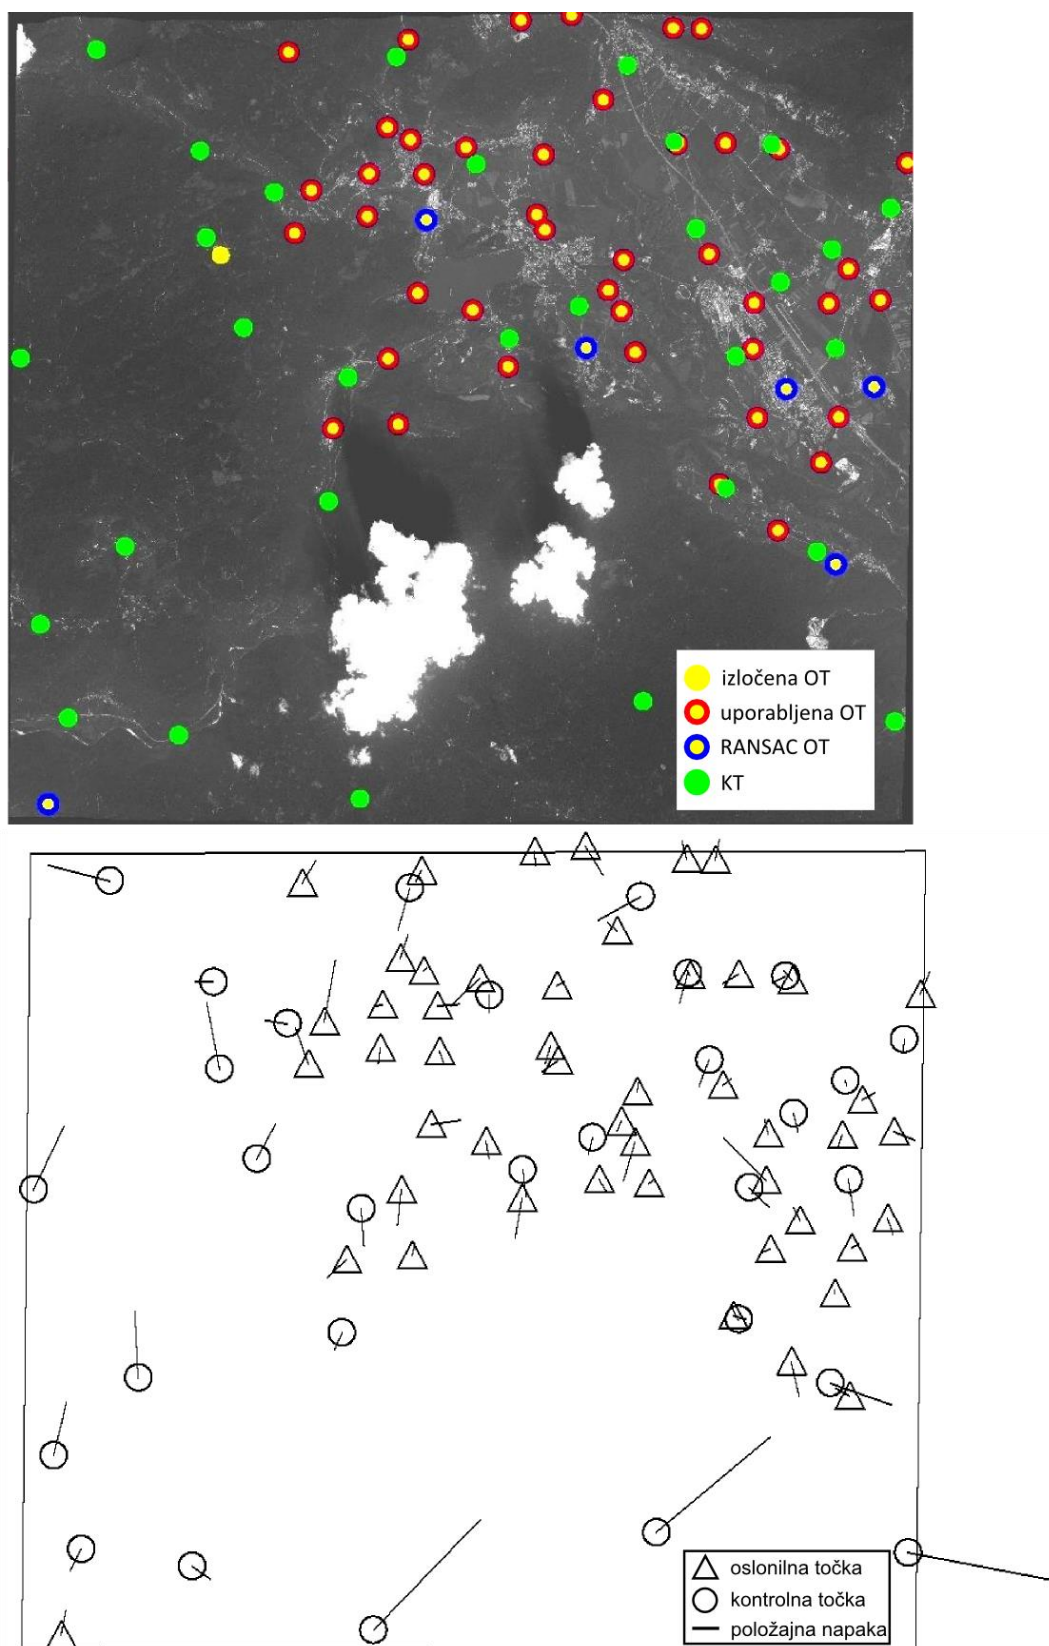 izločena OT
uporabljena OT
RANSAC OT
KT
oslonilna točka
kontrolna točka
položajna napaka